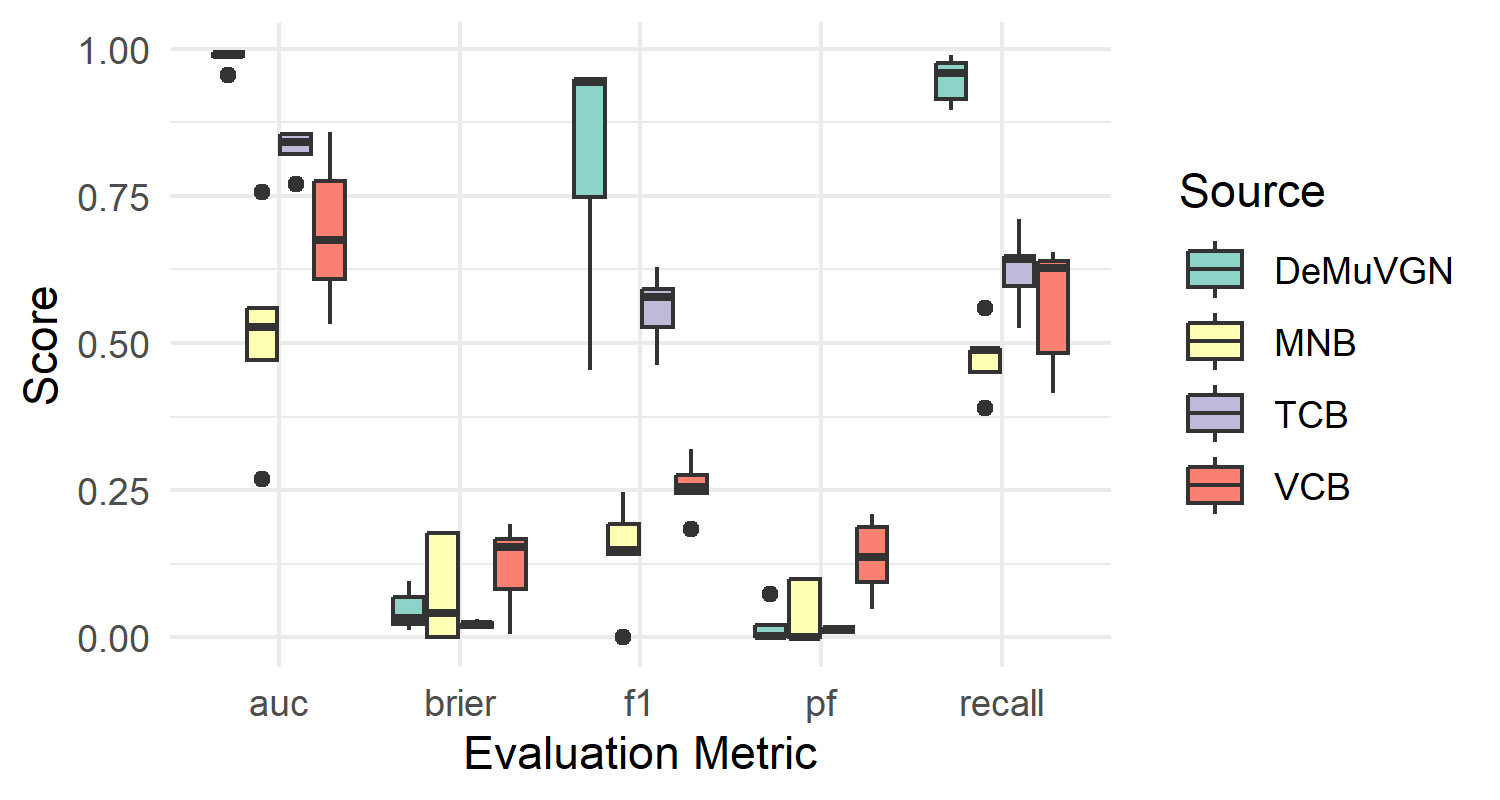 1.00
0.75
0.50
0.25
0.00
Score
auc
brier
f1
pf
recall
Evaluation Metric
Source
DeMuVGN
MNB
TCB
VCB